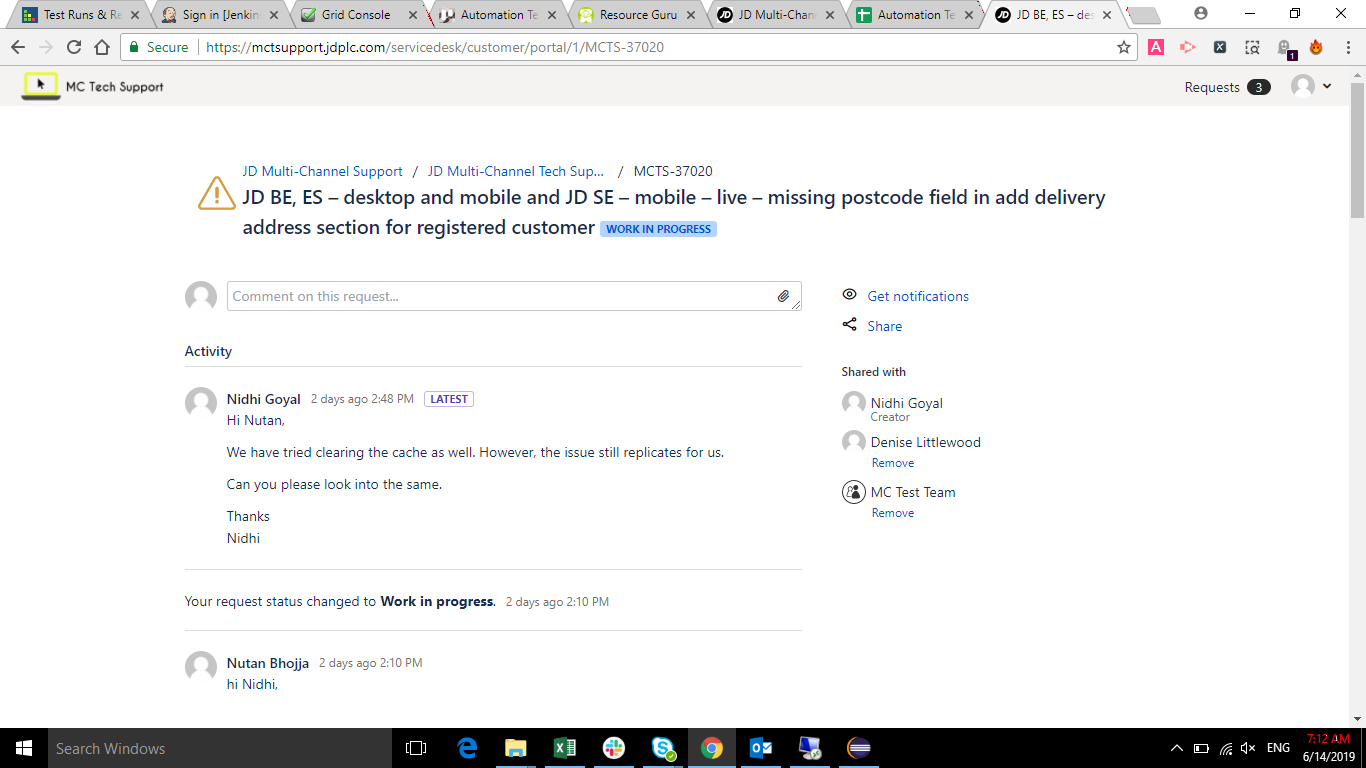 Test Runs & Re
Sign in [Jenkin
Grid Console
Automation Te
Resource Guru
JD Multi-Chan
Automation Te
JD BE, ES – des
Secure
https://mctsupport.jdplc.com/servicedesk/customer/portal/1/MCTS-37020
A
1
MC Tech Support
Requests 3
JD Multi-Channel Support / JD Multi-Channel Tech Sup... / MCTS-37020
JD BE, ES – desktop and mobile and JD SE – mobile – live – missing postcode field in add delivery
address section for registered customer WORK IN PROGRESS
Comment on this request...
Get notifications
Share
Activity
Shared with
Nidhi Goyal 2 days ago 2:48 PM LATEST
Hi Nutan,
We have tried clearing the cache as well. However, the issue still replicates for us.
Can you please look into the same.
Thanks
Nidhi
Nidhi Goyal
Creator
Denise Littlewood
Remove
MC Test Team
Remove
Your request status changed to Work in progress. 2 days ago 2:10 PM
Nutan Bhojja 2 days ago 2:10 PM
hi Nidhi,
Search Windows
ENG
7:12 AM
6/14/2019